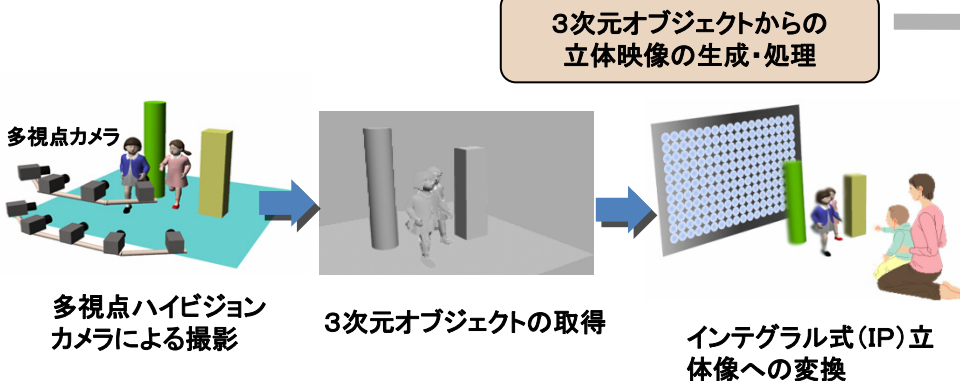 ３次元オブジェクトからの
立体映像の生成・処理
多視点カメラ
多視点ハイビジョン
カメラによる撮影
３次元オブジェクトの取得
インテグラル式（IP）立
体像への変換